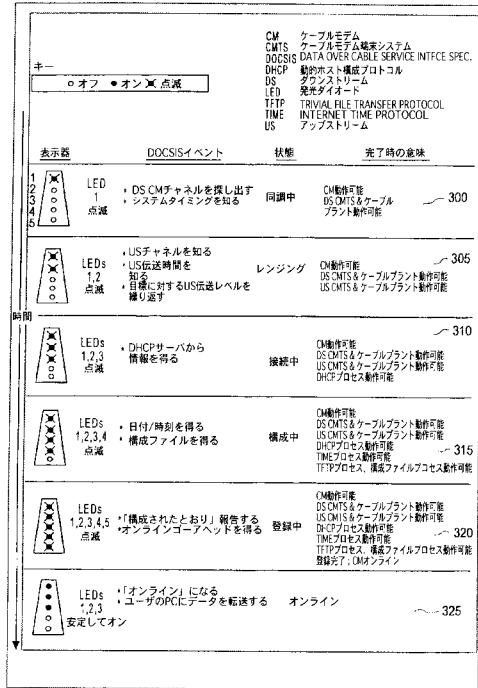 CM ケーブルモデム
CMTS ケーブルモデム端末システム
DOCSIS DATA OVER CABLE SERVICE INTFCE SPEC.
DHCP 動的ホスト構成プロトコル
DS ダウンストリーム
LED 発光ダイオード
TFTP TRIVIAL FILE TRANSFER PROTOCOL
TIME INTERNET TIME PROTOCOL
US アップストリーム
キー
オフ オン 点滅
表示器 DOCSISイベント 状態 完了時の意味
時間
1
2
3
4
5
LED
1
点滅
・DS CMチャネルを探し出す
・システムタイミングを知る
同調中
CM動作可能
DS CMTS & ケーブル
プラント動作可能
300
LEDs
1,2
点滅
・USチャネルを知る
・US伝送時間を
知る
・目標に対するUS伝送レベルを
繰り返す
レンジング
CM動作可能
DS CMTS & ケーブルプラント動作可能
US CMTS & ケーブルプラント動作可能
305
LEDs
1,2,3
点滅
・DHCPサーバから
情報を得る
接続中
CM動作可能
DS CMTS & ケーブルプラント動作可能
US CMTS & ケーブルプラント動作可能
DHCPプロセス動作可能
310
LEDs
1,2,3,4
点滅
・日付/時刻を得る
・構成ファイルを得る
構成中
CM動作可能
DS CMTS & ケーブルプラント動作可能
US CMTS & ケーブルプラント動作可能
DHCPプロセス動作可能
TIMEプロセス動作可能
TFTPプロセス、構成ファイルプロセス動作可能
315
LEDs
1,2,3,4,5
点滅
・「構成されたとおり」報告する
・オンラインゴーアヘッドを得る
登録中
CM動作可能
DS CMTS & ケーブルプラント動作可能
US CMTS & ケーブルプラント動作可能
DHCPプロセス動作可能
TIMEプロセス動作可能
TFTPプロセス、構成ファイルプロセス動作可能
登録完了;CMオンライン
320
LEDs
1,2,3
安定してオン
・「オンライン」になる
・ユーザのPCにデータを転送する
オンライン
325